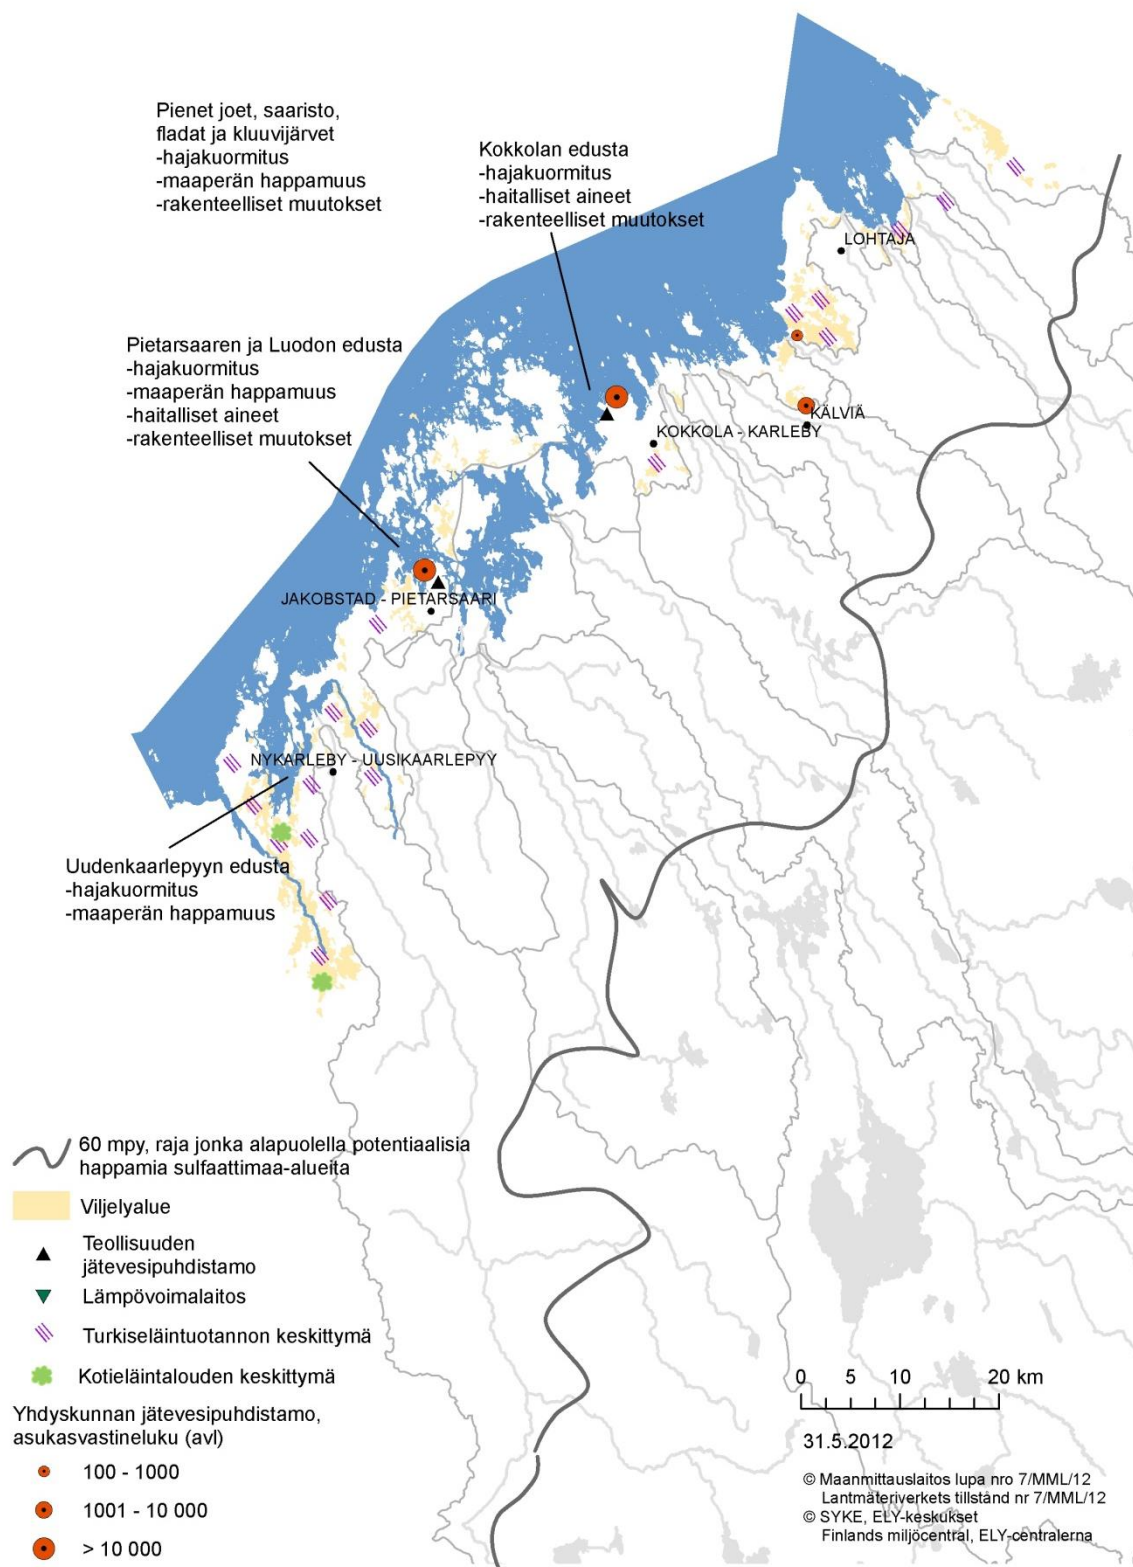 Pienet joet, saaristo,
fladat ja kluuvijärvet
-hajakuormitus
-maaperän happamuus
-rakenteelliset muutokset
Kokkolan edusta
-hajakuormitus
-haitalliset aineet
-rakenteelliset muutokset
LOHTAJA
Pietarsaaren ja Luodon edusta
-hajakuormitus
-maaperän happamuus
-haitalliset aineet
-rakenteelliset muutokset
KÄLVIÄ
KOKKOLA - KARLEBY
JAKOBSTAD - PIETARSAARI
NYKARLEBY - UUSIKAARLEPYY
Uudenkaarlepyyn edusta
-hajakuormitus
-maaperän happamuus
60 mpy, raja jonka alapuolella potentiaalisia
happamia sulfaattimaa-alueita
Viljelyalue
Teollisuuden
jätevesipuhdistamo
Lämpövoimalaitos
Turkiseläintuotannon keskittymä
Kotieläintalouden keskittymä
Yhdyskunnan jätevesipuhdistamo,
asukasvastineluku (avl)
100 - 1000
1001 - 10 000
> 10 000
0 5 10 20 km
31.5.2012
© Maanmittauslaitos lupa nro 7/MML/12
Lantmäteriverkets tillstånd nr 7/MML/12
© SYKE, ELY-keskukset
Finlands miljöcentral, ELY-centralerna